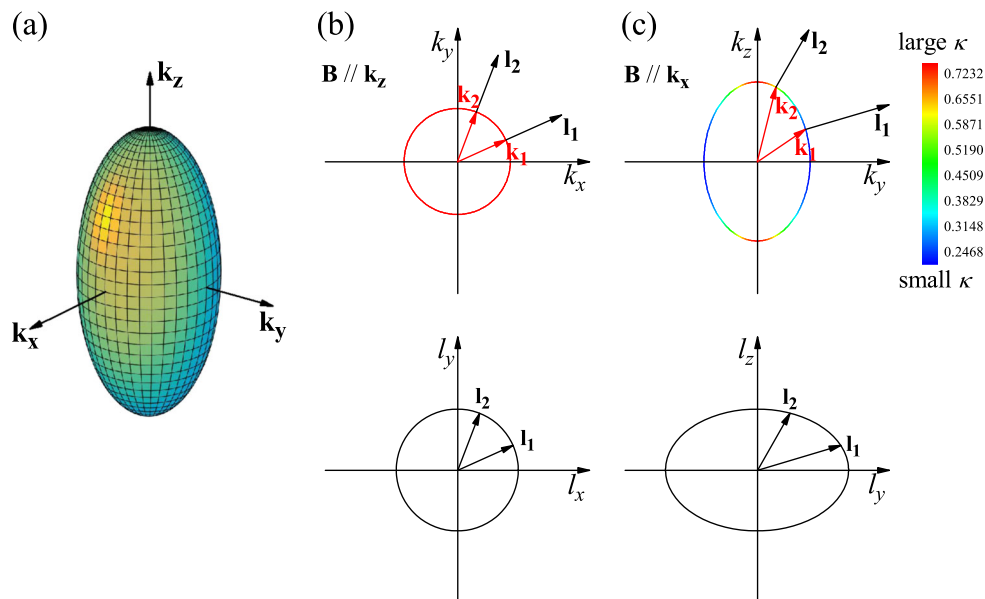 (a)
k_z
k_x
k_y
(b)
B // k_z
k_y
l_2
k_2
l_1
k_1
k_x
(c)
B // k_x
k_z
l_2
k_2
l_1
k_1
k_y
large κ
0.7232
0.6551
0.5871
0.5190
0.4509
0.3829
0.3148
0.2468
small κ
l_y
l_2
l_1
l_x
l_z
l_2
l_1
l_y